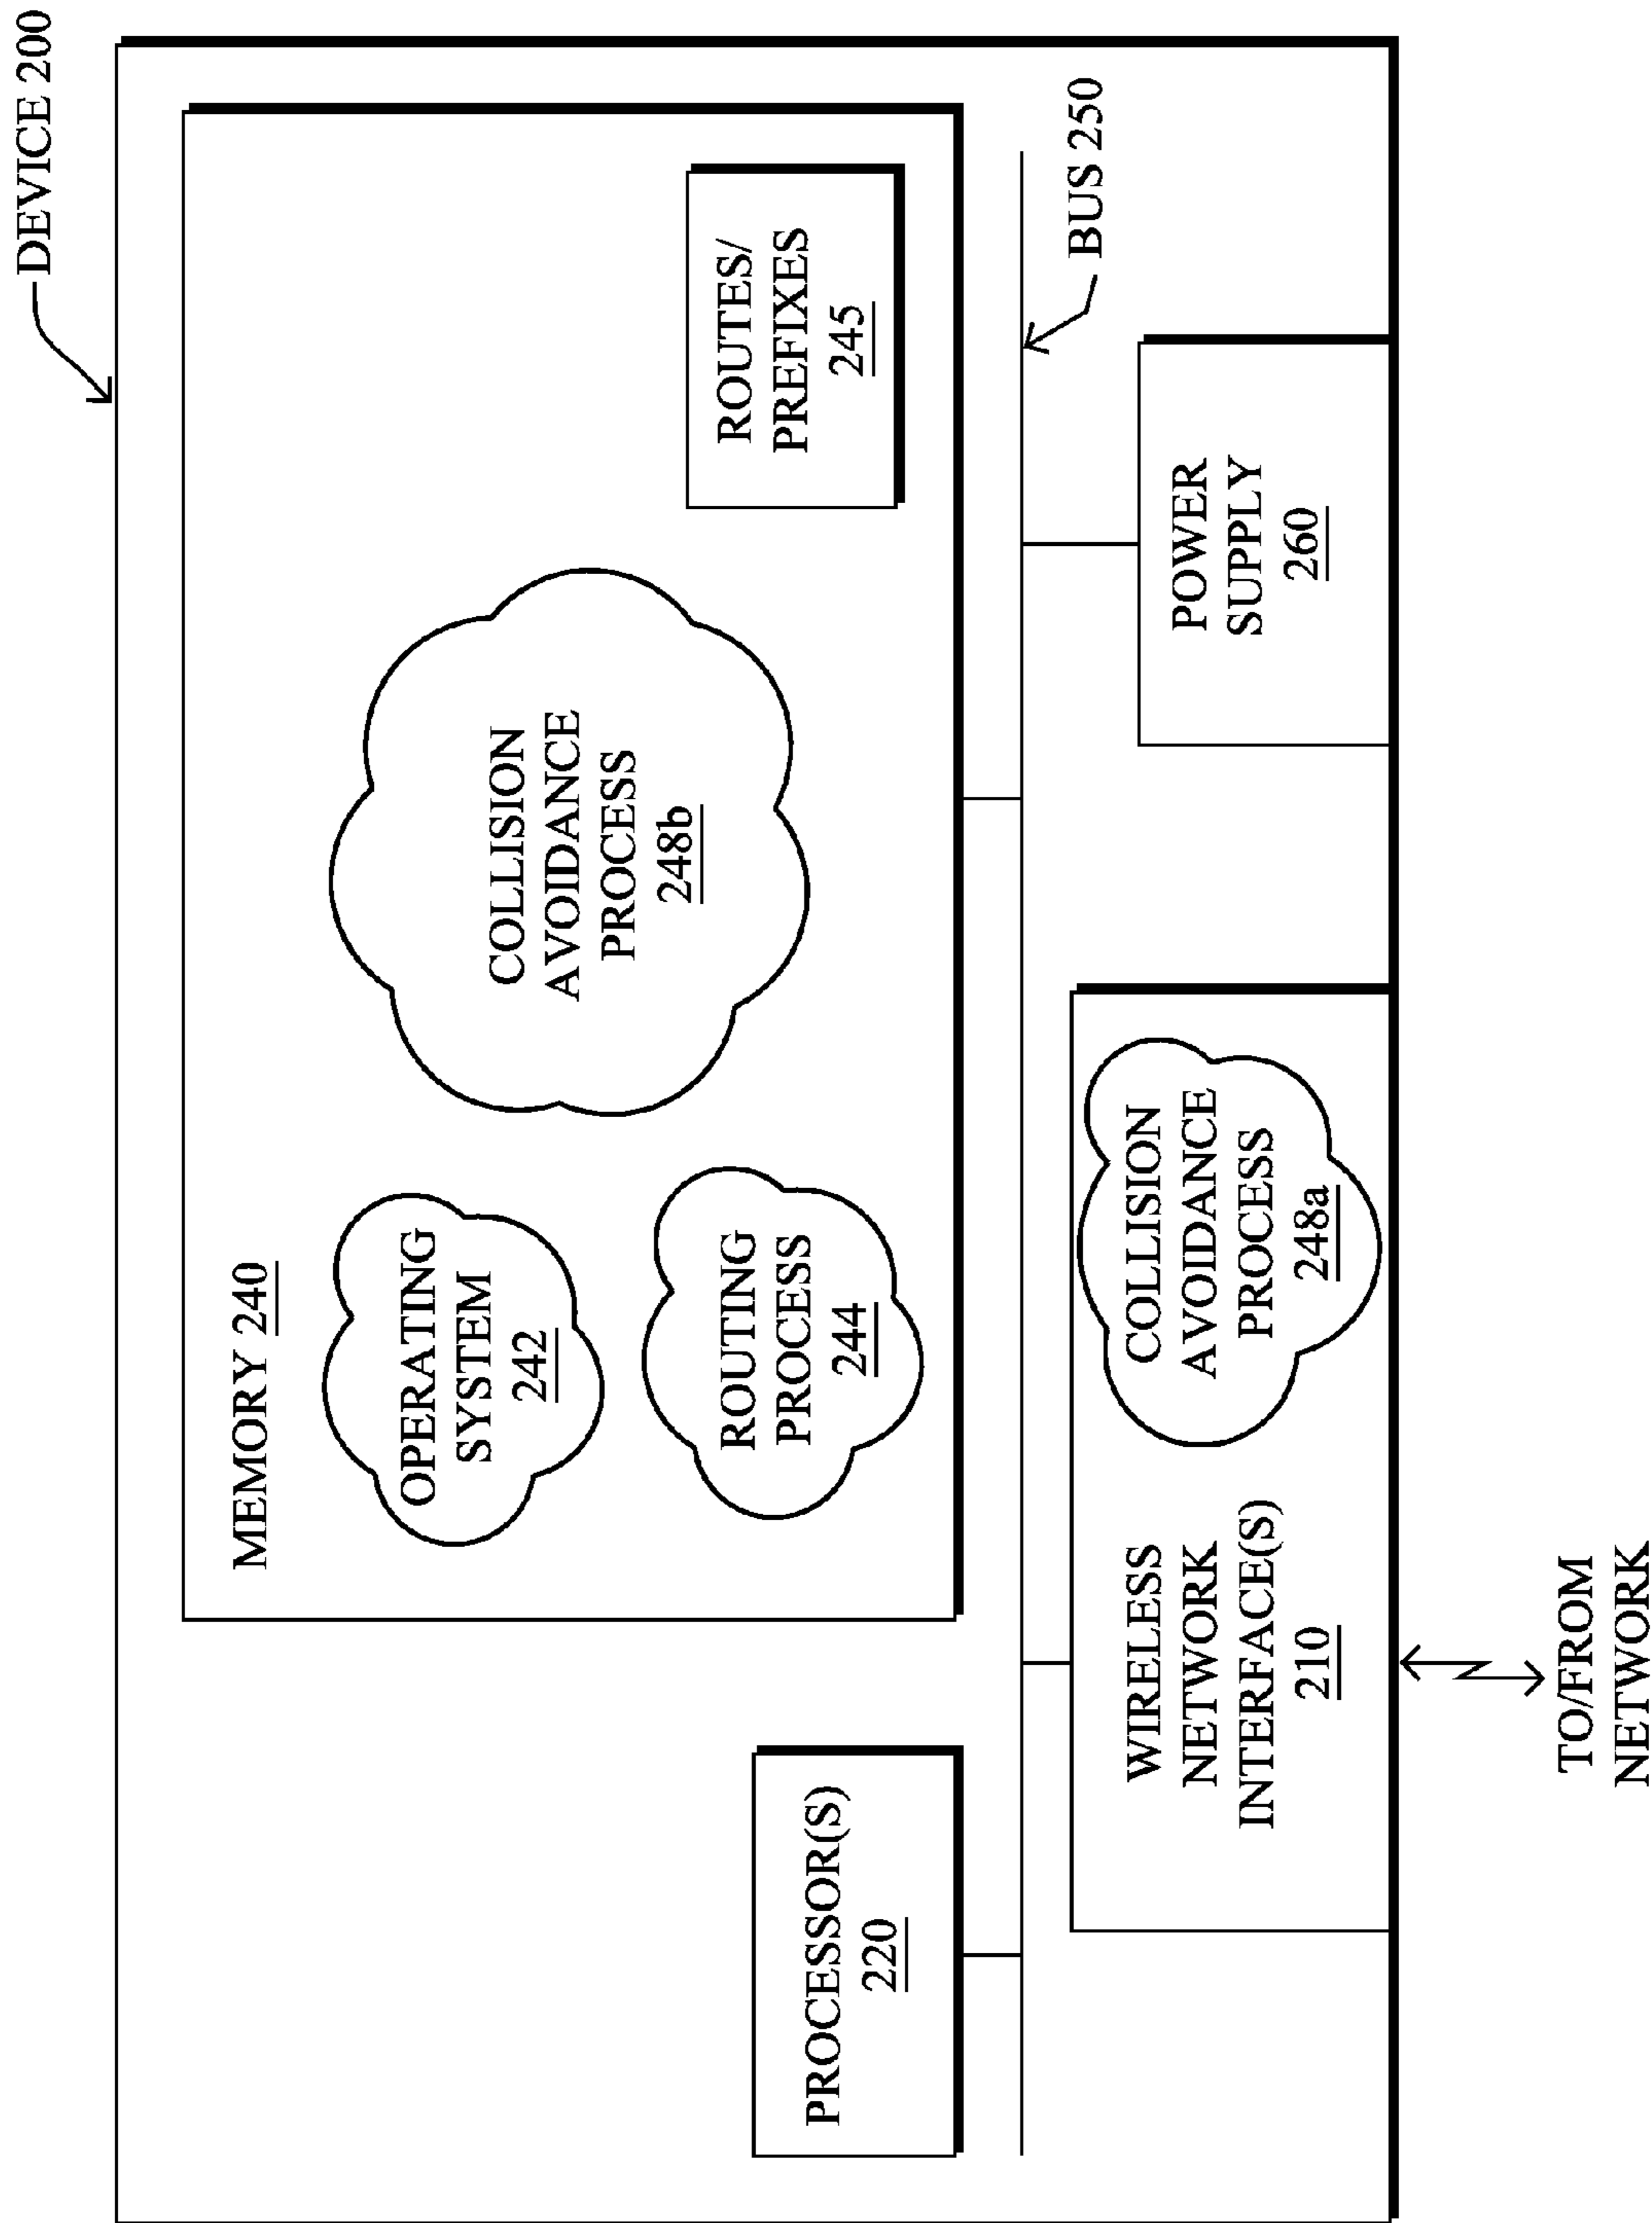 DEVICE 200
MEMORY 240
OPERATING
SYSTEM
242
ROUTING
PROCESS
244
COLLISION
AVOIDANCE
PROCESS
248b
ROUTES/
PREFIXES
245
PROCESSOR(S)
220
BUS 250
WIRELESS
NETWORK
INTERFACE(S)
210
COLLISION
AVOIDANCE
PROCESS
248a
POWER
SUPPLY
260
TO/FROM
NETWORK